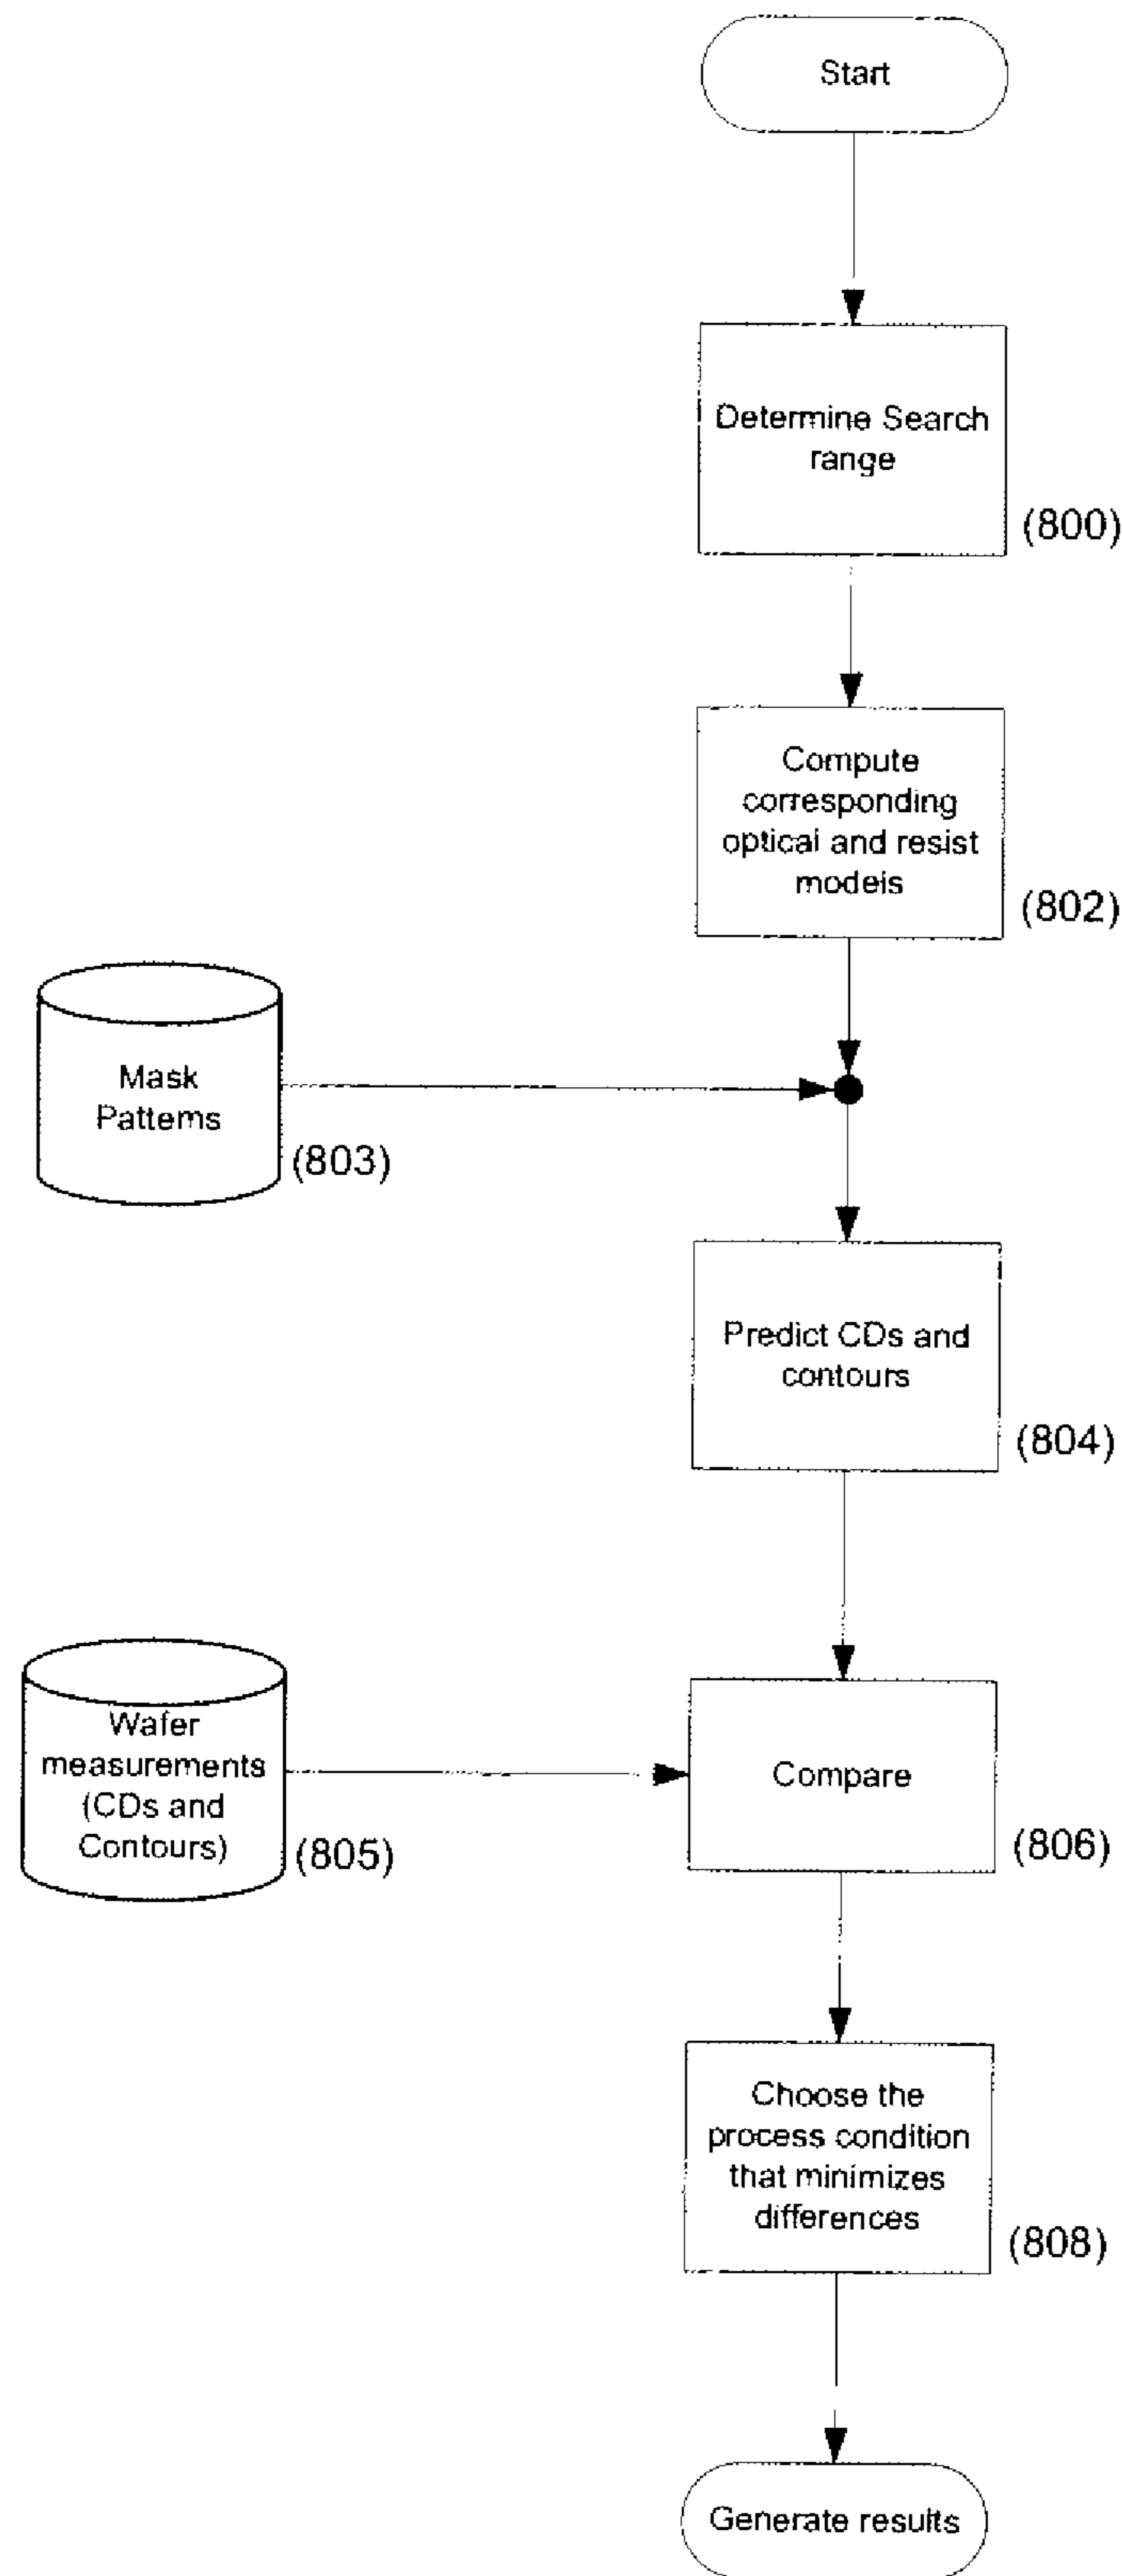 Start
Determine Search
range
(800)
Compute
corresponding
optical and resist
models
(802)
Mask
Patterns
(803)
Predict CDs and
contours
(804)
Wafer
measurements
(CDs and
Contours)
(805)
Compare
(806)
Choose the
process condition
that minimizes
differences
(808)
Generate results